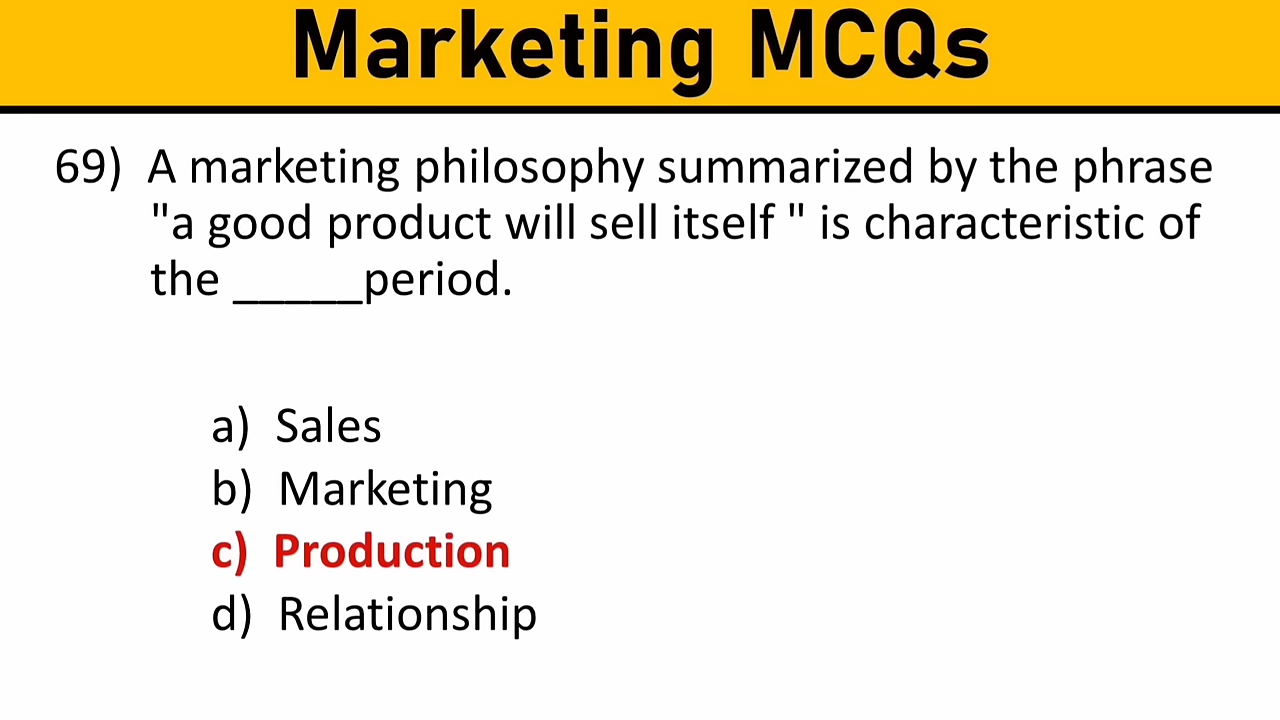 Marketing MCQs
69) A marketing philosophy summarized by the phrase
"a good product will sell itself " is characteristic of
the _____period.
a) Sales
b) Marketing
c) Production
d) Relationship